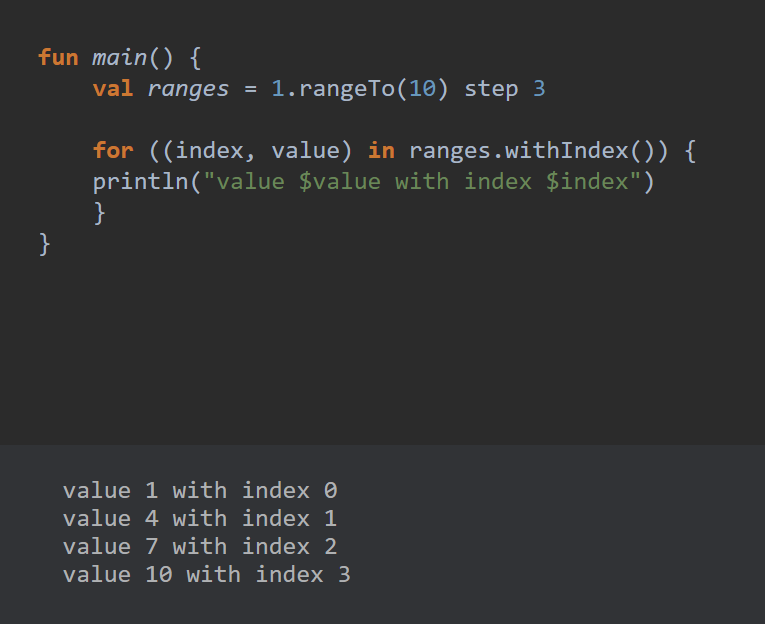 fun main() {
    val ranges = 1.rangeTo(10) step 3
    for ((index, value) in ranges.withIndex()) {
    println("value $value with index $index")
    }
}
value 1 with index 0
value 4 with index 1
value 7 with index 2
value 10 with index 3